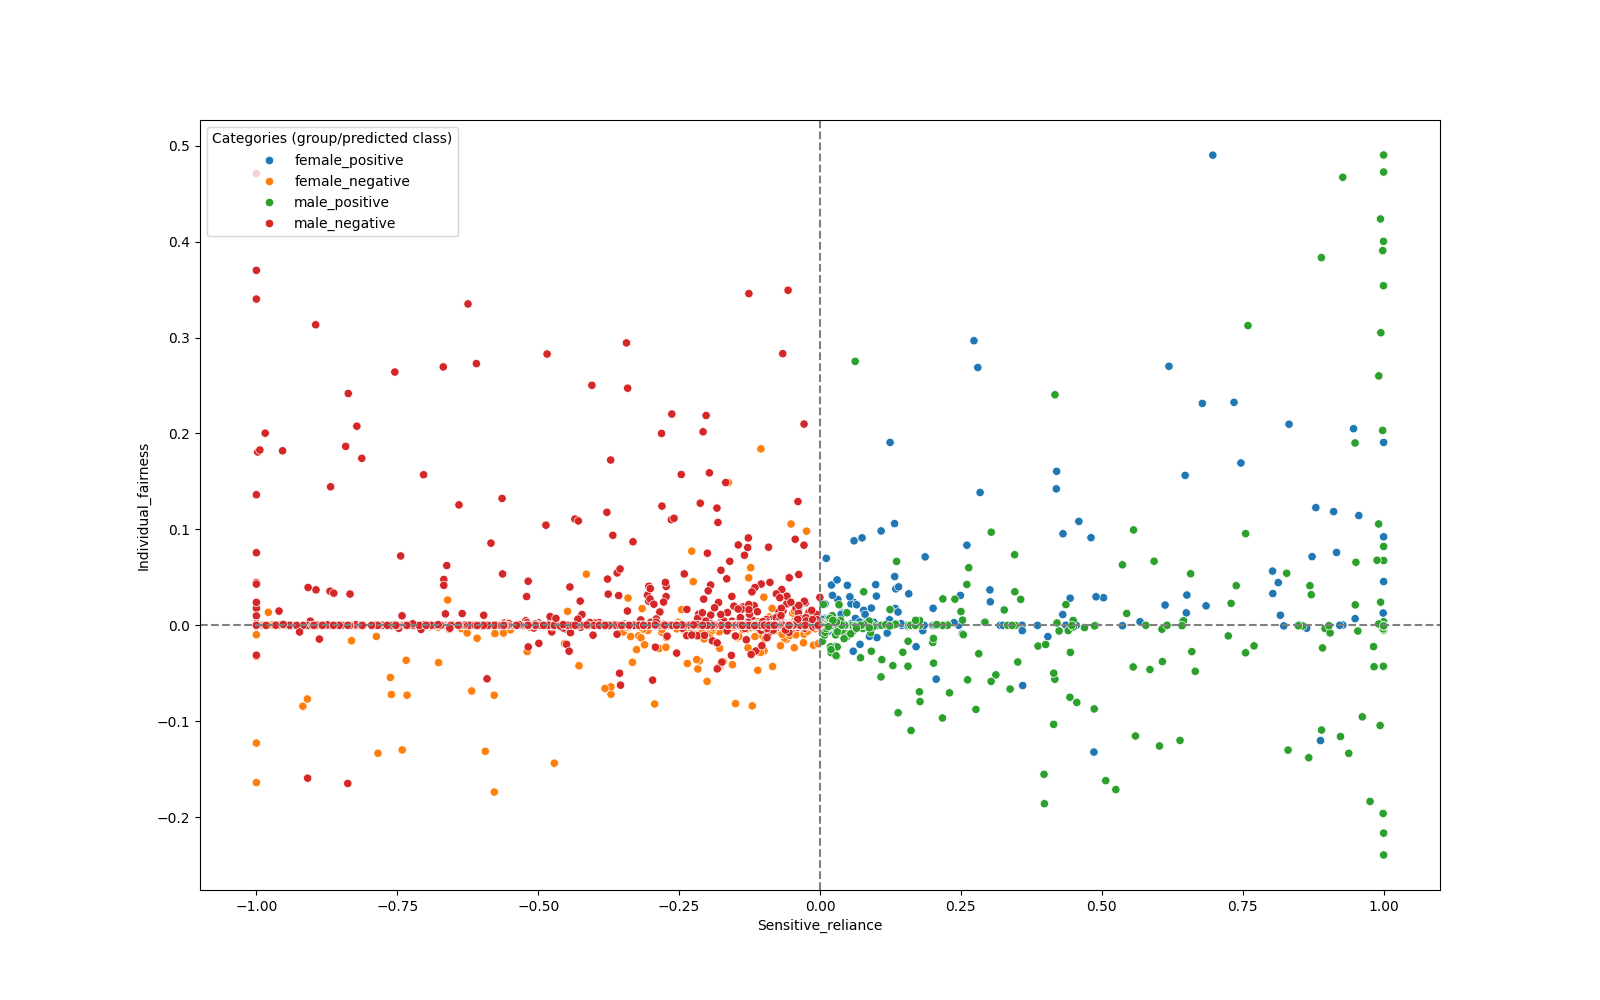 Categories (group/predicted class)
female_positive
female_negative
male_positive
male_negative
0.5
0.4
0.3
0.2
0.1
0.0
−0.1
−0.2
Individual_fairness
−1.00
−0.75
−0.50
−0.25
0.00
0.25
0.50
0.75
1.00
Sensitive_reliance